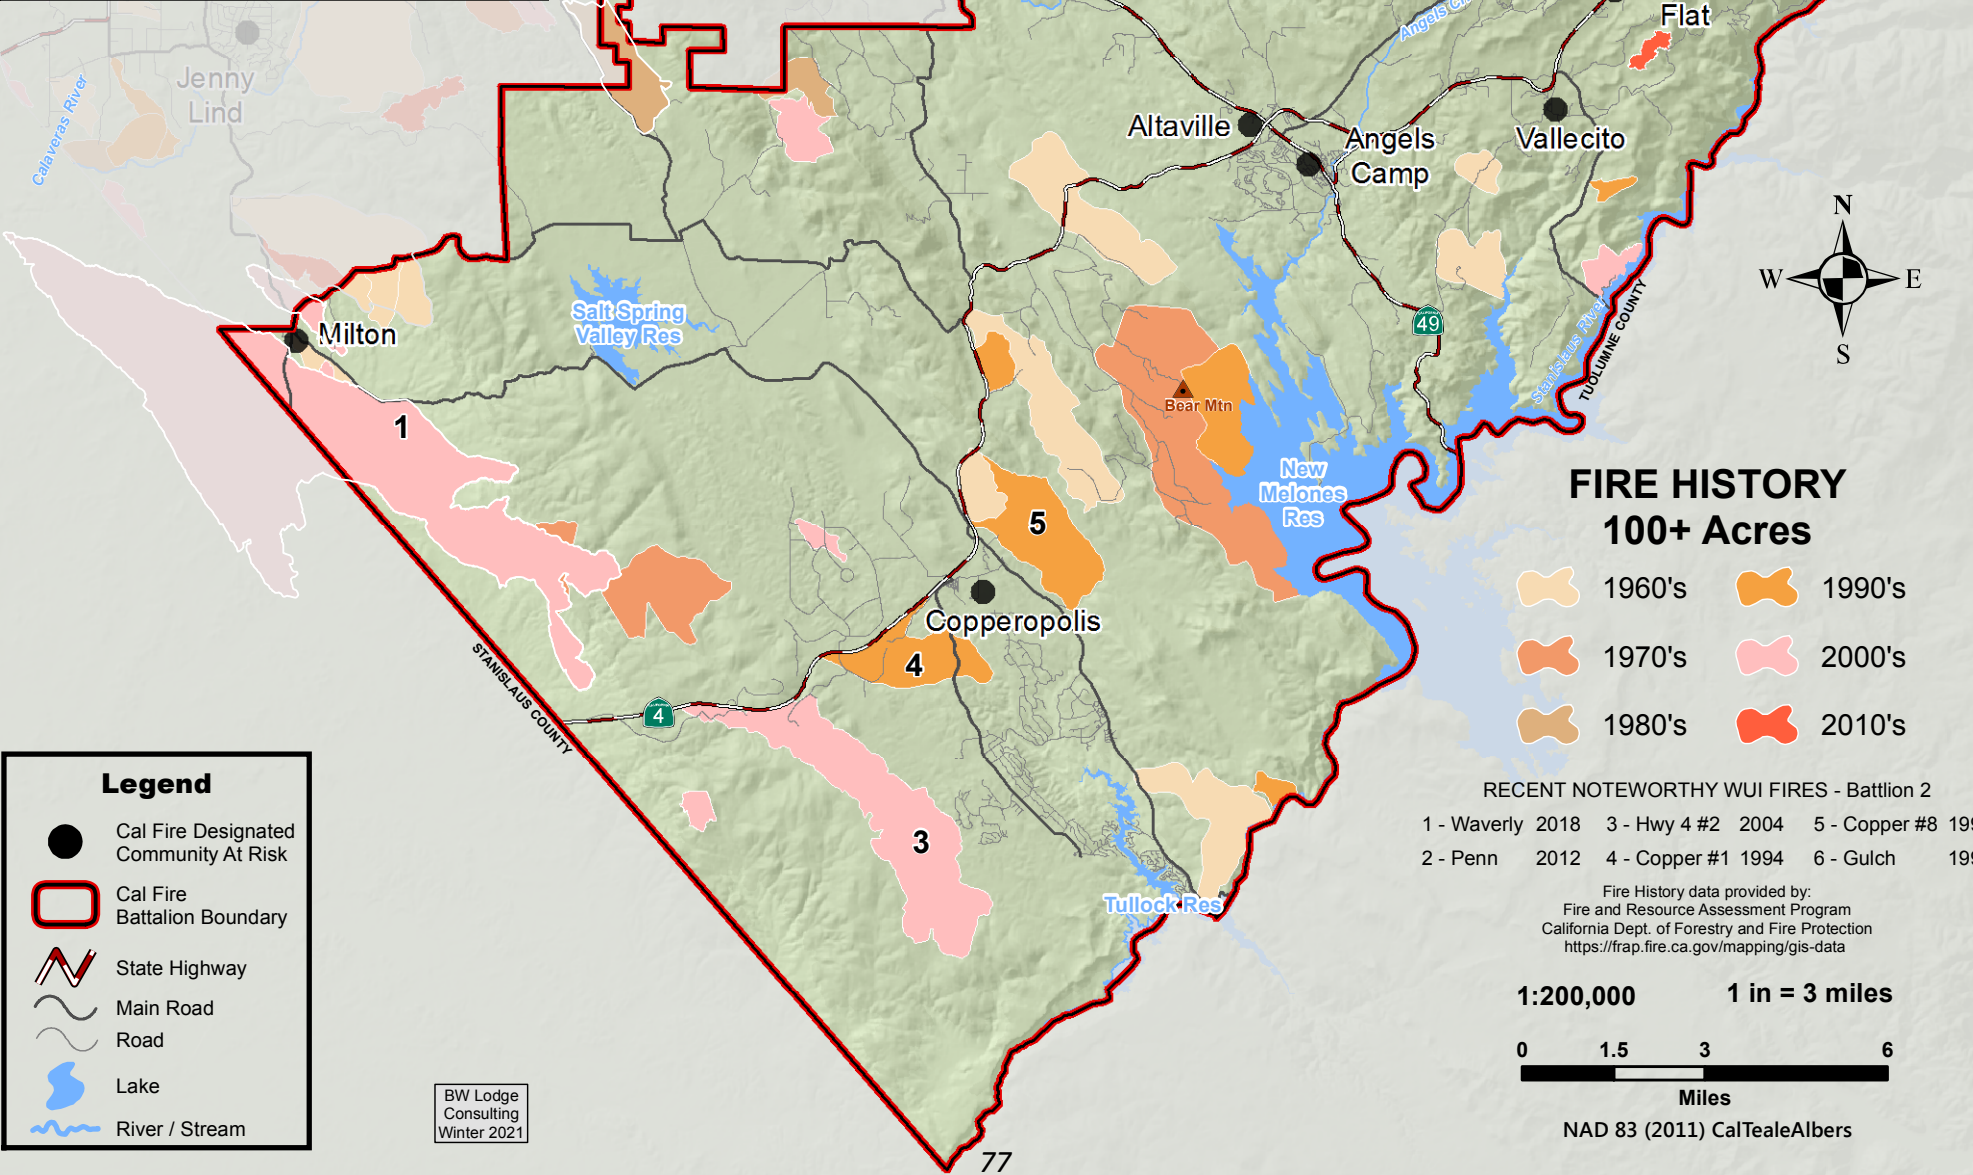 Flat
Angels C
Jenny
Lind
Calaveras River
Altaville
Angels
Camp
Vallecito
N
W
E
S
Milton
Salt Spring
Valley Res
49
Stanislaus River
TUOLUMNE COUNTY
Bear Mtn
1
New
Melones
Res
5
Copperopolis
4
STANISLAUS COUNTY
4
3
Tullock Res
77
FIRE HISTORY
100+ Acres
1960's
1990's
1970's
2000's
1980's
2010's
RECENT NOTEWORTHY WUI FIRES - Battlion 2
1 - Waverly 2018 3 - Hwy 4 #2 2004 5 - Copper #8 19
2 - Penn 2012 4 - Copper #1 1994 6 - Gulch 19
Fire History data provided by:
Fire and Resource Assessment Program
California Dept. of Forestry and Fire Protection
https://frap.fire.ca.gov/mapping/gis-data
1:200,000 1 in = 3 miles
0 1.5 3 6
Miles
NAD 83 (2011) CalTealeAlbers
Legend
Cal Fire Designated
Community At Risk
Cal Fire
Battalion Boundary
State Highway
Main Road
Road
Lake
River / Stream
BW Lodge
Consulting
Winter 2021